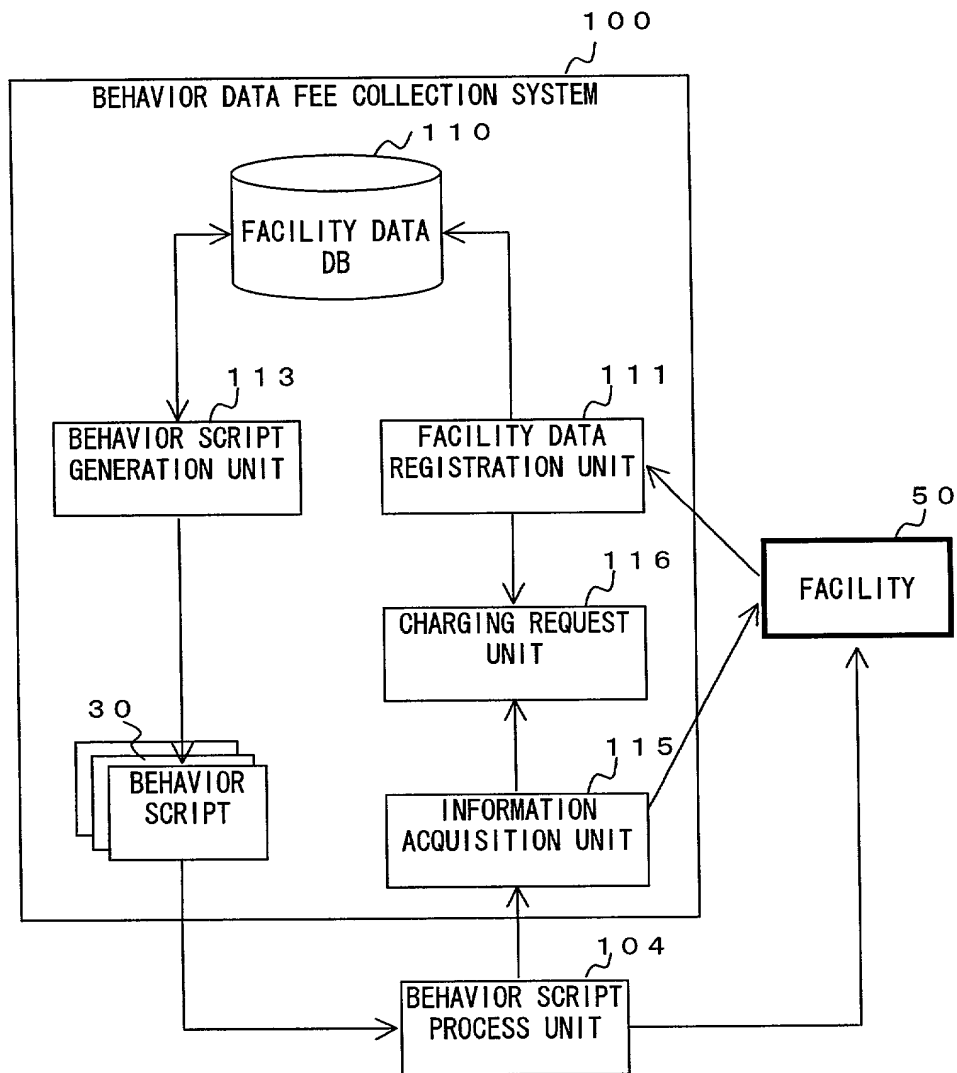 １００
BEHAVIOR DATA FEE COLLECTION SYSTEM
１１０
FACILITY DATA
DB
１１３
BEHAVIOR SCRIPT
GENERATION UNIT
１１１
FACILITY DATA
REGISTRATION UNIT
５０
FACILITY
１１６
CHARGING REQUEST
UNIT
３０
BEHAVIOR
SCRIPT
１１５
INFORMATION
ACQUISITION UNIT
１０４
BEHAVIOR SCRIPT
PROCESS UNIT